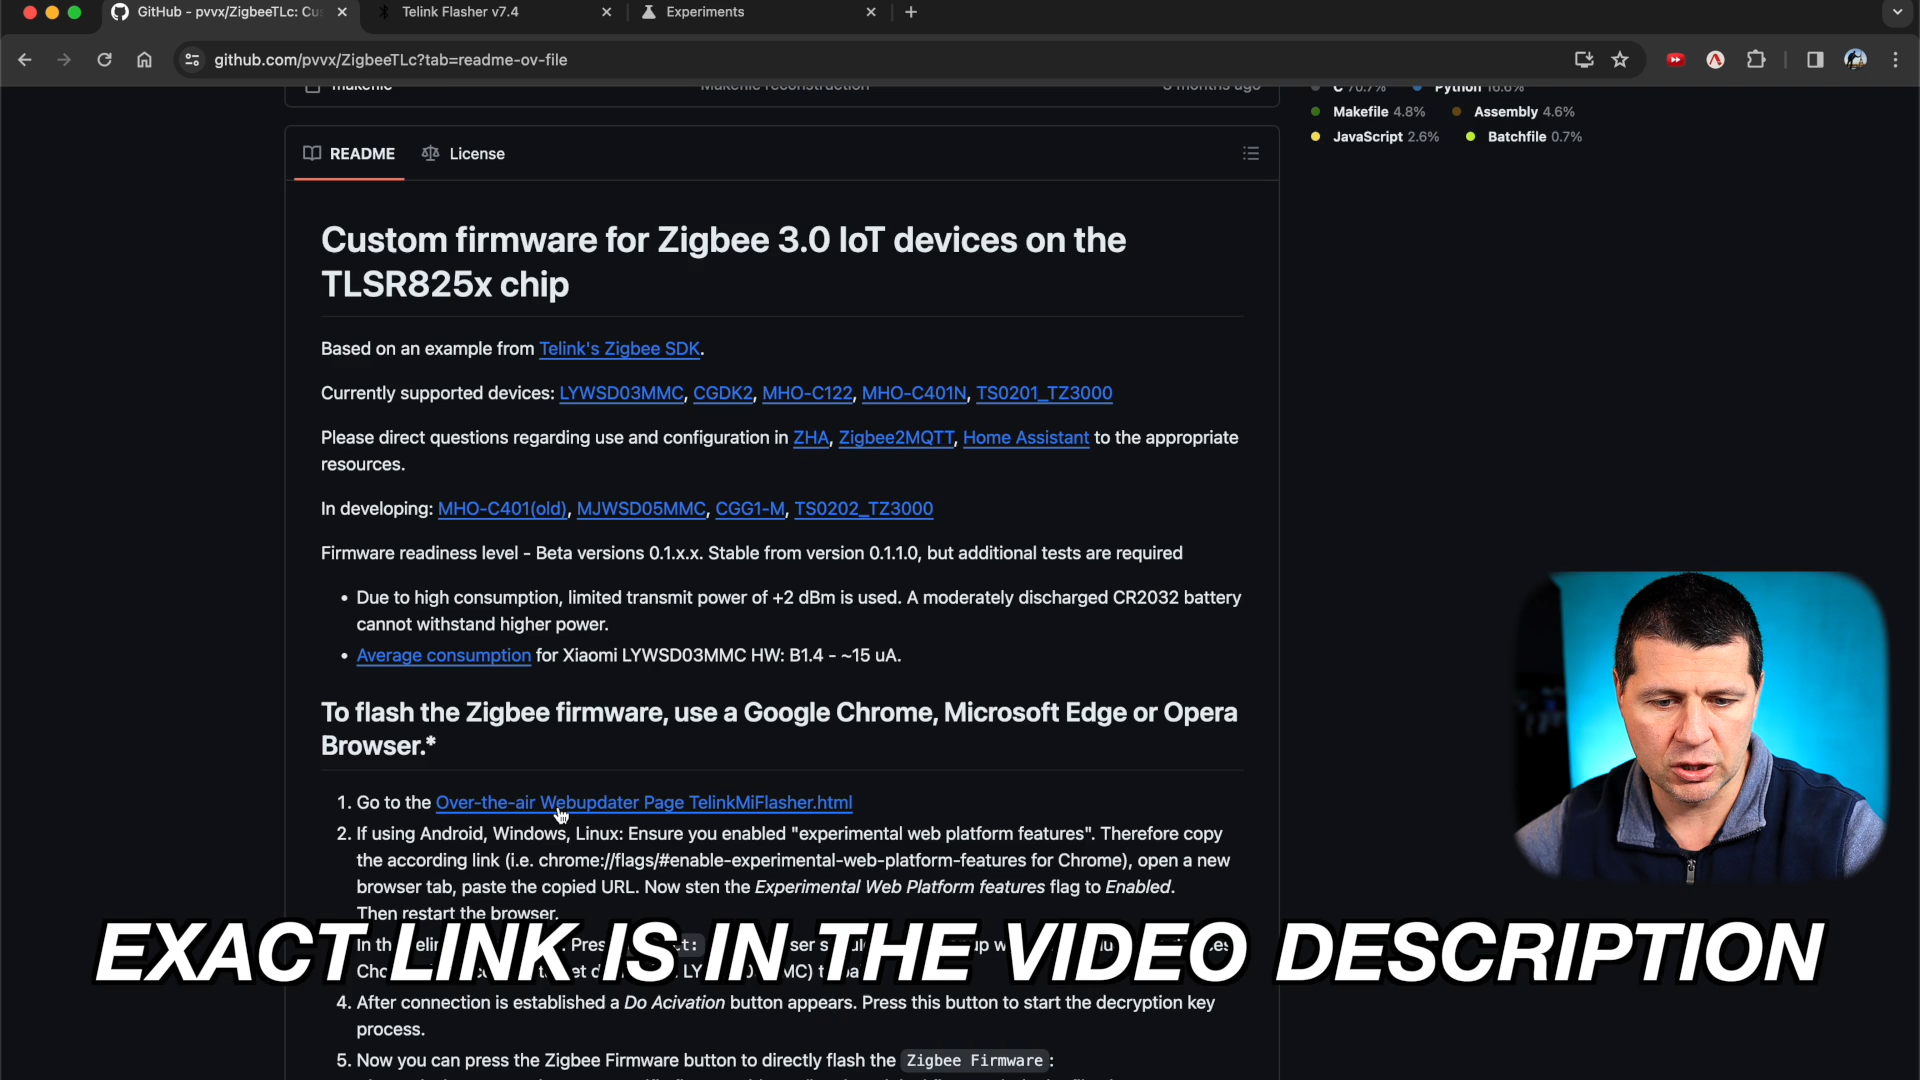 GitHub - pvvx/ZigbeeTLc: Cus
Telink Flasher v7.4
Experiments
github.com/pvvx/ZigbeeTLc?tab=readme-ov-file
makefile
Makefile reconstruction
3 months ago
C 70.7% Python 16.6%
Makefile 4.8% Assembly 4.6%
JavaScript 2.6% Batchfile 0.7%
README License
Custom firmware for Zigbee 3.0 IoT devices on the
TLSR825x chip
Based on an example from Telink's Zigbee SDK.
Currently supported devices: LYWSD03MMC, CGDK2, MHO-C122, MHO-C401N, TS0201_TZ3000
Please direct questions regarding use and configuration in ZHA, Zigbee2MQTT, Home Assistant to the appropriate
resources.
In developing: MHO-C401(old), MJWSD05MMC, CGG1-M, TS0202_TZ3000
Firmware readiness level - Beta versions 0.1.x.x. Stable from version 0.1.1.0, but additional tests are required
• Due to high consumption, limited transmit power of +2 dBm is used. A moderately discharged CR2032 battery
cannot withstand higher power.
• Average consumption for Xiaomi LYWSD03MMC HW: B1.4 - ~15 uA.
To flash the Zigbee firmware, use a Google Chrome, Microsoft Edge or Opera
Browser.*
1. Go to the Over-the-air Webupdater Page TelinkMiFlasher.html
2. If using Android, Windows, Linux: Ensure you enabled "experimental web platform features". Therefore copy
the according link (i.e. chrome://flags/#enable-experimental-web-platform-features for Chrome), open a new
browser tab, paste the copied URL. Now sten the Experimental Web Platform features flag to Enabled.
Then restart the browser.
EXACT LINK IS IN THE VIDEO DESCRIPTION
4. After connection is established a Do Acivation button appears. Press this button to start the decryption key
process.
5. Now you can press the Zigbee Firmware button to directly flash the Zigbee Firmware :